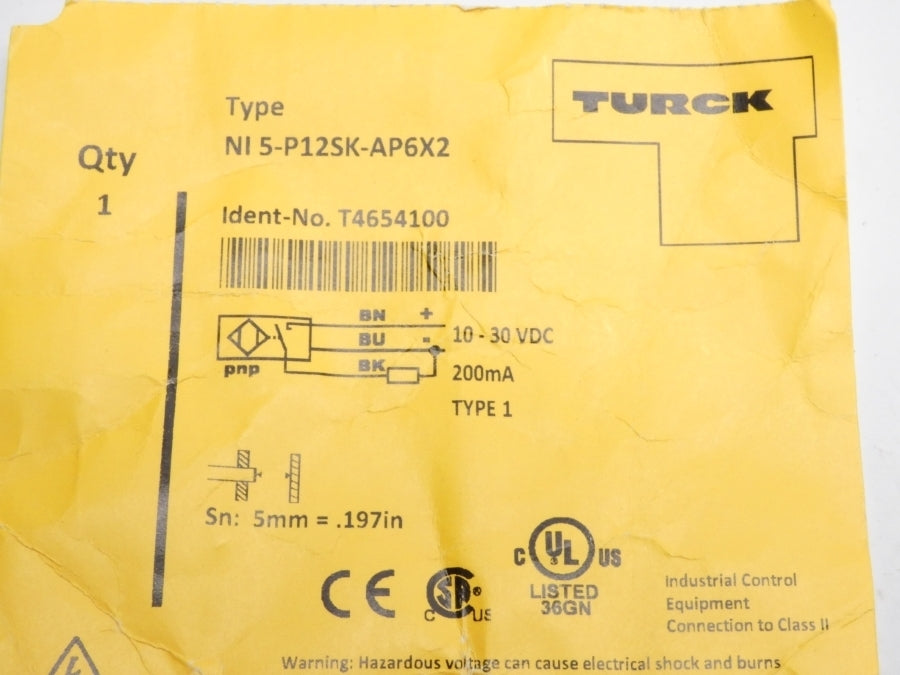 TURCK
Type
NI 5-P12SK-AP6X2
Qty
1
Ident-No. T4654100
BN +
BU -
BK
pnp
10 - 30 VDC
200mA
TYPE 1
Sn: 5mm = .197in
CE
C SA ® US
C UL US
LISTED
36GN
Industrial Control
Equipment
Connection to Class II
Warning: Hazardous voltage can cause electrical shock and burns